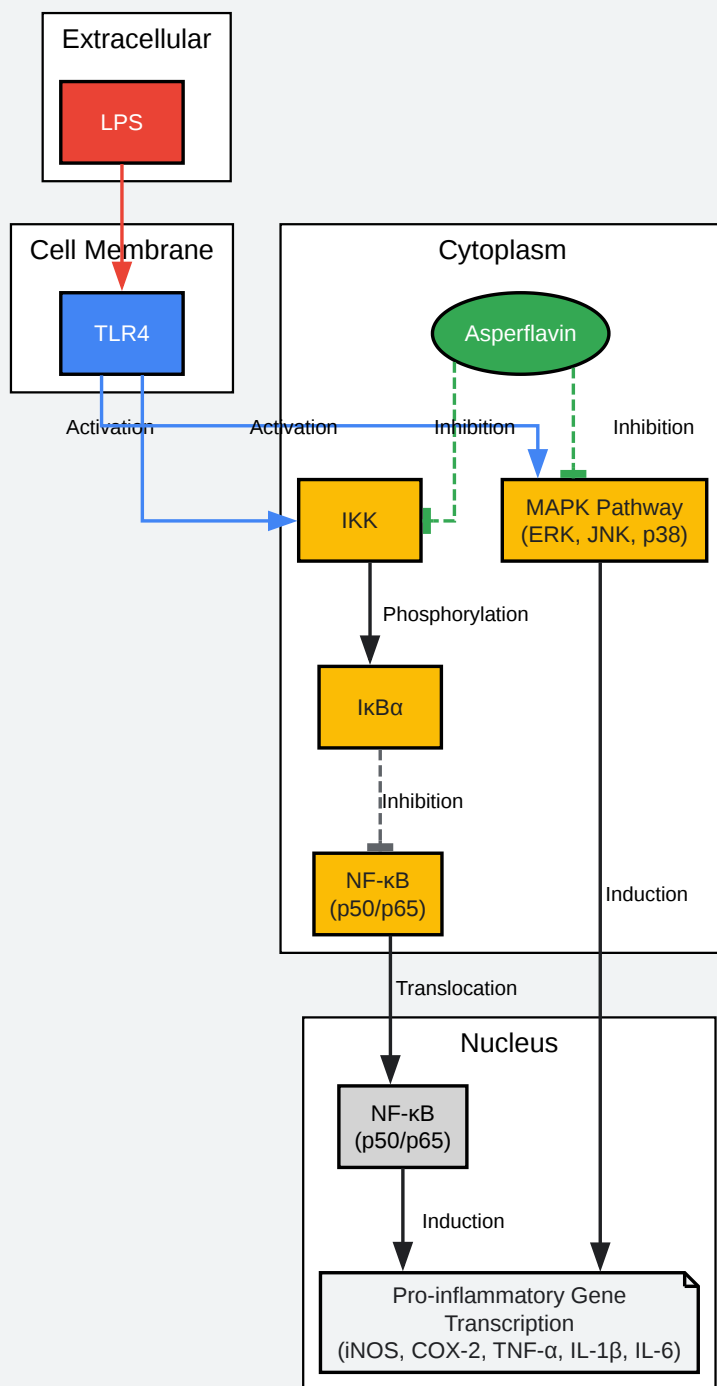 Extracellular
LPS
Cell Membrane
Cytoplasm
TLR4
Asperflavin
Activation
Activation
Inhibition
Inhibition
IKK
MAPK Pathway
(ERK, JNK, p38)
Phosphorylation
IκBα
Inhibition
NF-κB
(p50/p65)
Induction
Translocation
Nucleus
NF-κB
(p50/p65)
Induction
Pro-inflammatory Gene
Transcription
(iNOS, COX-2, TNF-α, IL-1β, IL-6)